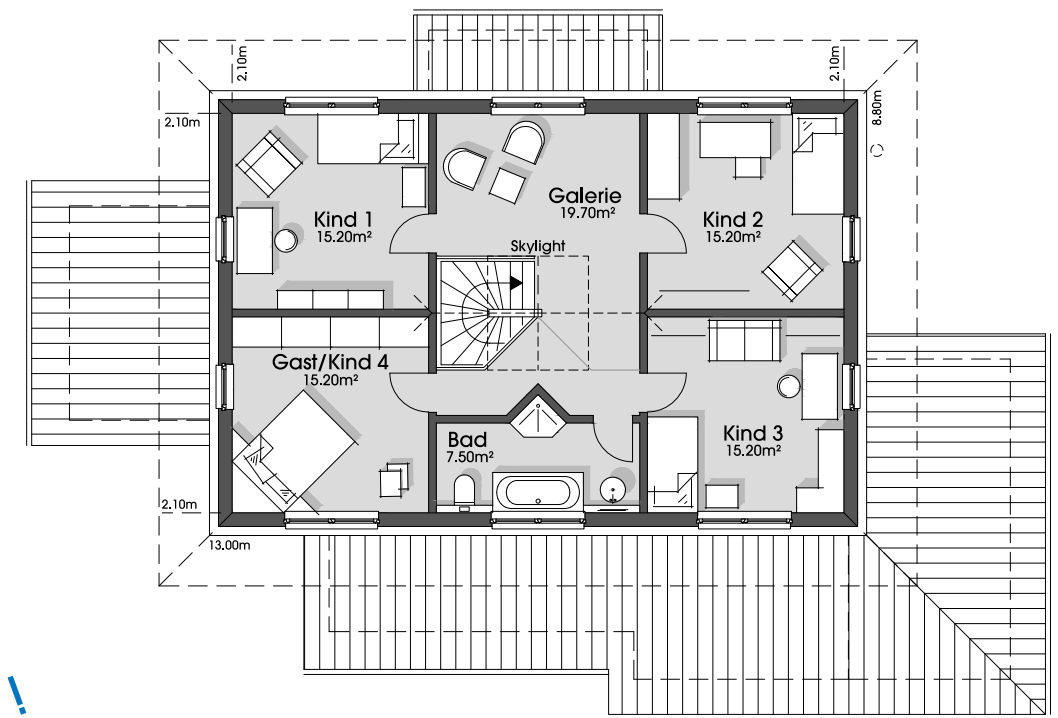 2.10m
2.10m
2.10m
8.80m
Galerie
19.70m²
Kind 1
15.20m²
Kind 2
15.20m²
Skylight
Gast/Kind 4
15.20m²
Bad
7.50m²
Kind 3
15.20m²
2.10m
13.00m
!